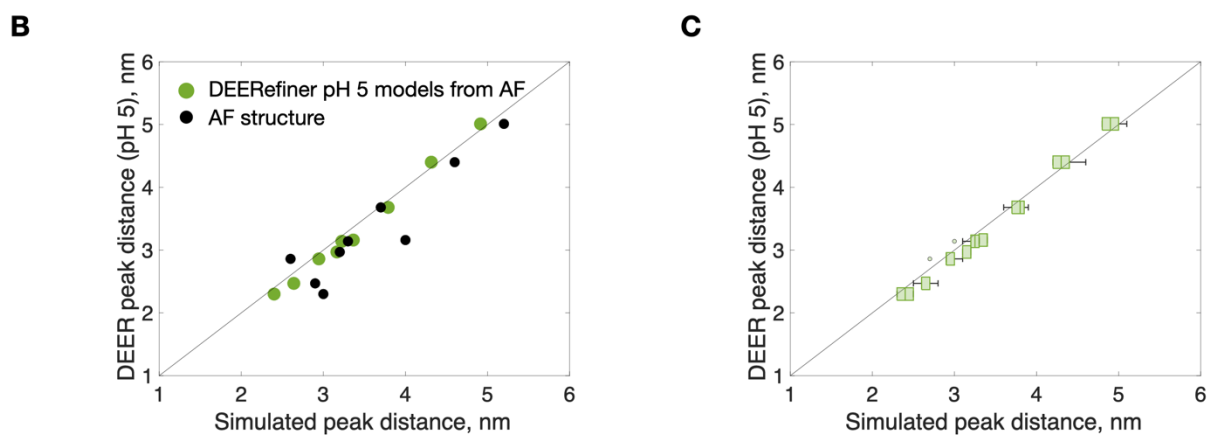 B
DEER peak distance (pH 5), nm
6
5
4
3
2
1
DEERefiner pH 5 models from AF
AF structure
1 2 3 4 5 6
Simulated peak distance, nm
C
DEER peak distance (pH 5), nm
6
5
4
3
2
1
1 2 3 4 5 6
Simulated peak distance, nm